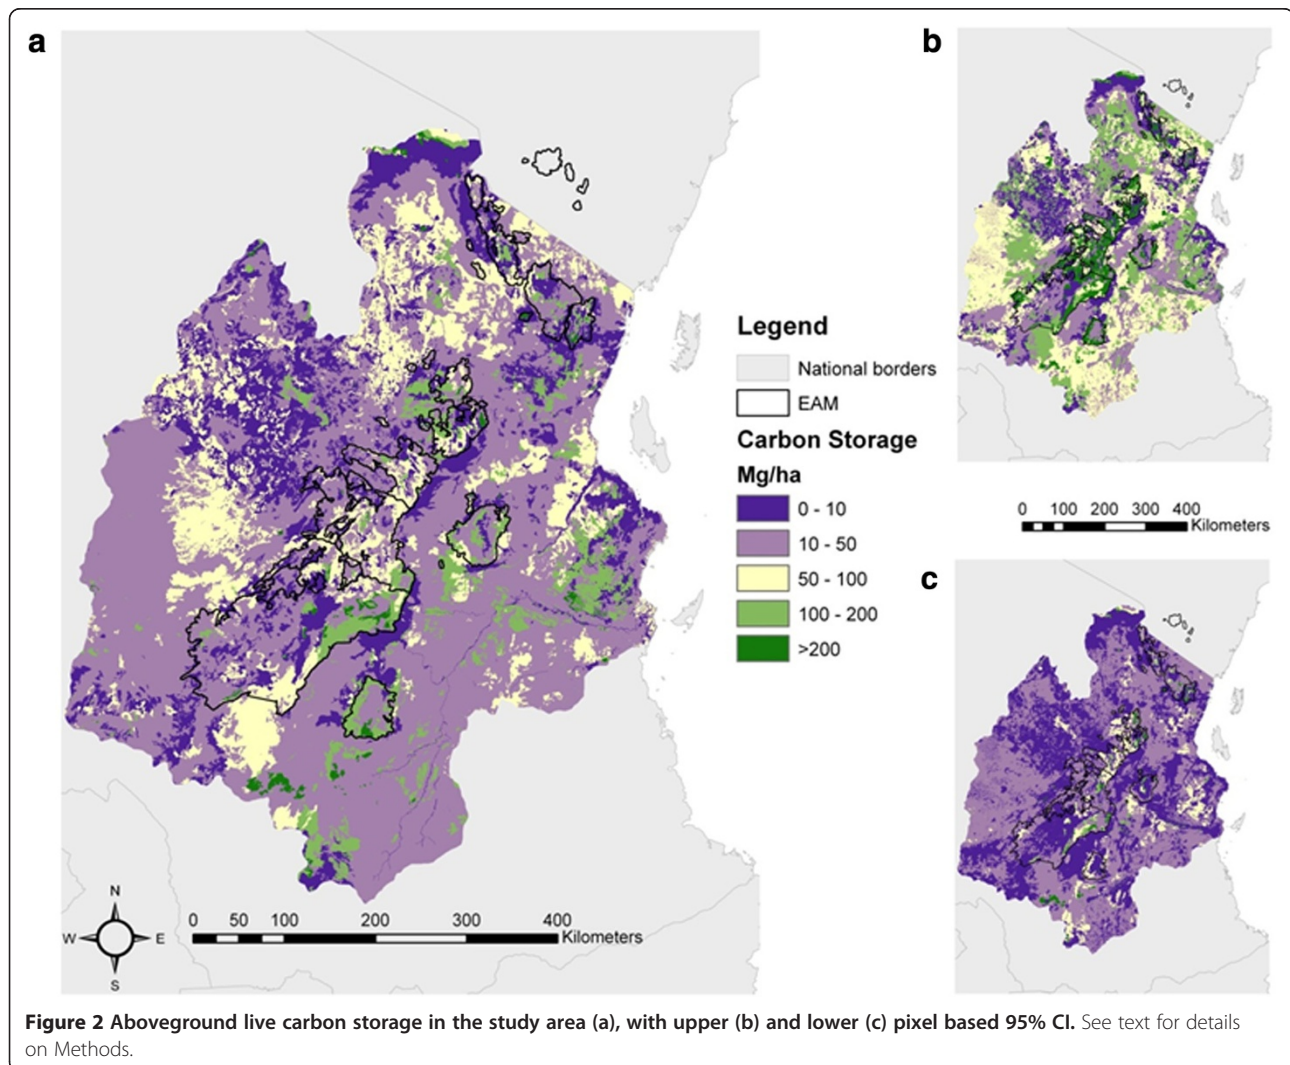 a
b
Legend
National borders
EAM
Carbon Storage
Mg/ha
0 - 10
10 - 50
50 - 100
100 - 200
>200
0 100 200 300 400
Kilometers
c
N
W E
S
0 50 100 200 300 400
Kilometers
Figure 2 Aboveground live carbon storage in the study area (a), with upper (b) and lower (c) pixel based 95% CI. See text for details
on Methods.